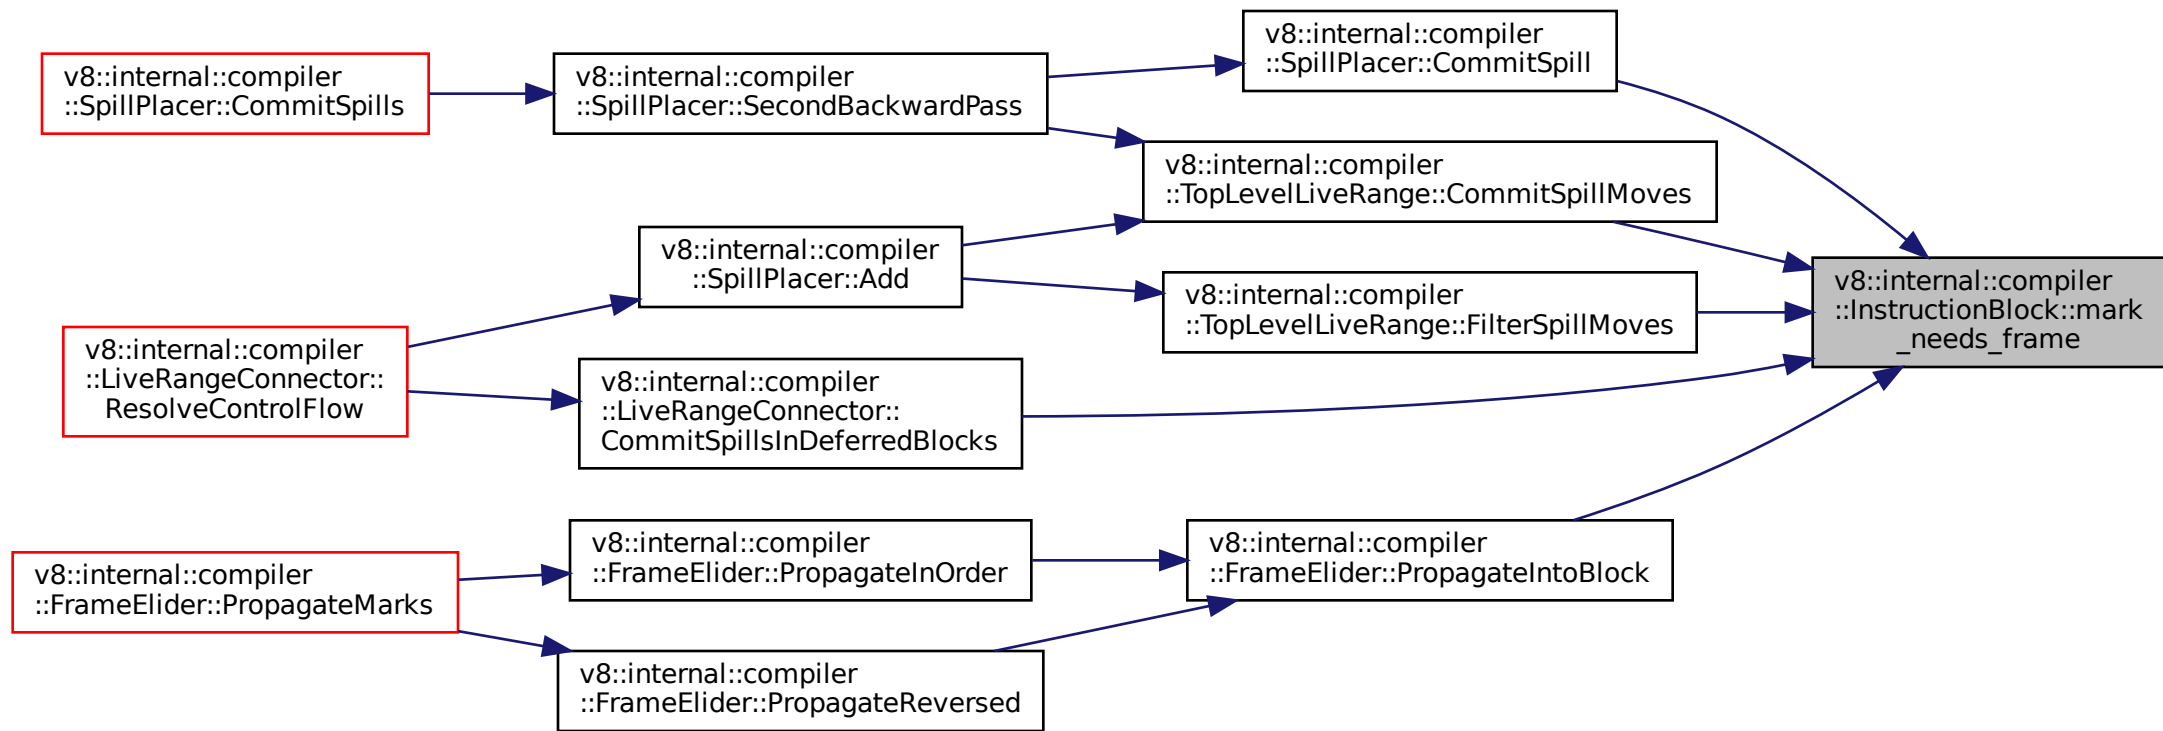 v8::internal::compiler
::SpillPlacer::CommitSpills
v8::internal::compiler
::SpillPlacer::SecondBackwardPass
v8::internal::compiler
::SpillPlacer::CommitSpill
v8::internal::compiler
::TopLevelLiveRange::CommitSpillMoves
v8::internal::compiler
::SpillPlacer::Add
v8::internal::compiler
::TopLevelLiveRange::FilterSpillMoves
v8::internal::compiler
::InstructionBlock::mark
_needs_frame
v8::internal::compiler
::LiveRangeConnector::
ResolveControlFlow
v8::internal::compiler
::LiveRangeConnector::
CommitSpillsInDeferredBlocks
v8::internal::compiler
::FrameElider::PropagateMarks
v8::internal::compiler
::FrameElider::PropagateInOrder
v8::internal::compiler
::FrameElider::PropagateIntoBlock
v8::internal::compiler
::FrameElider::PropagateReversed